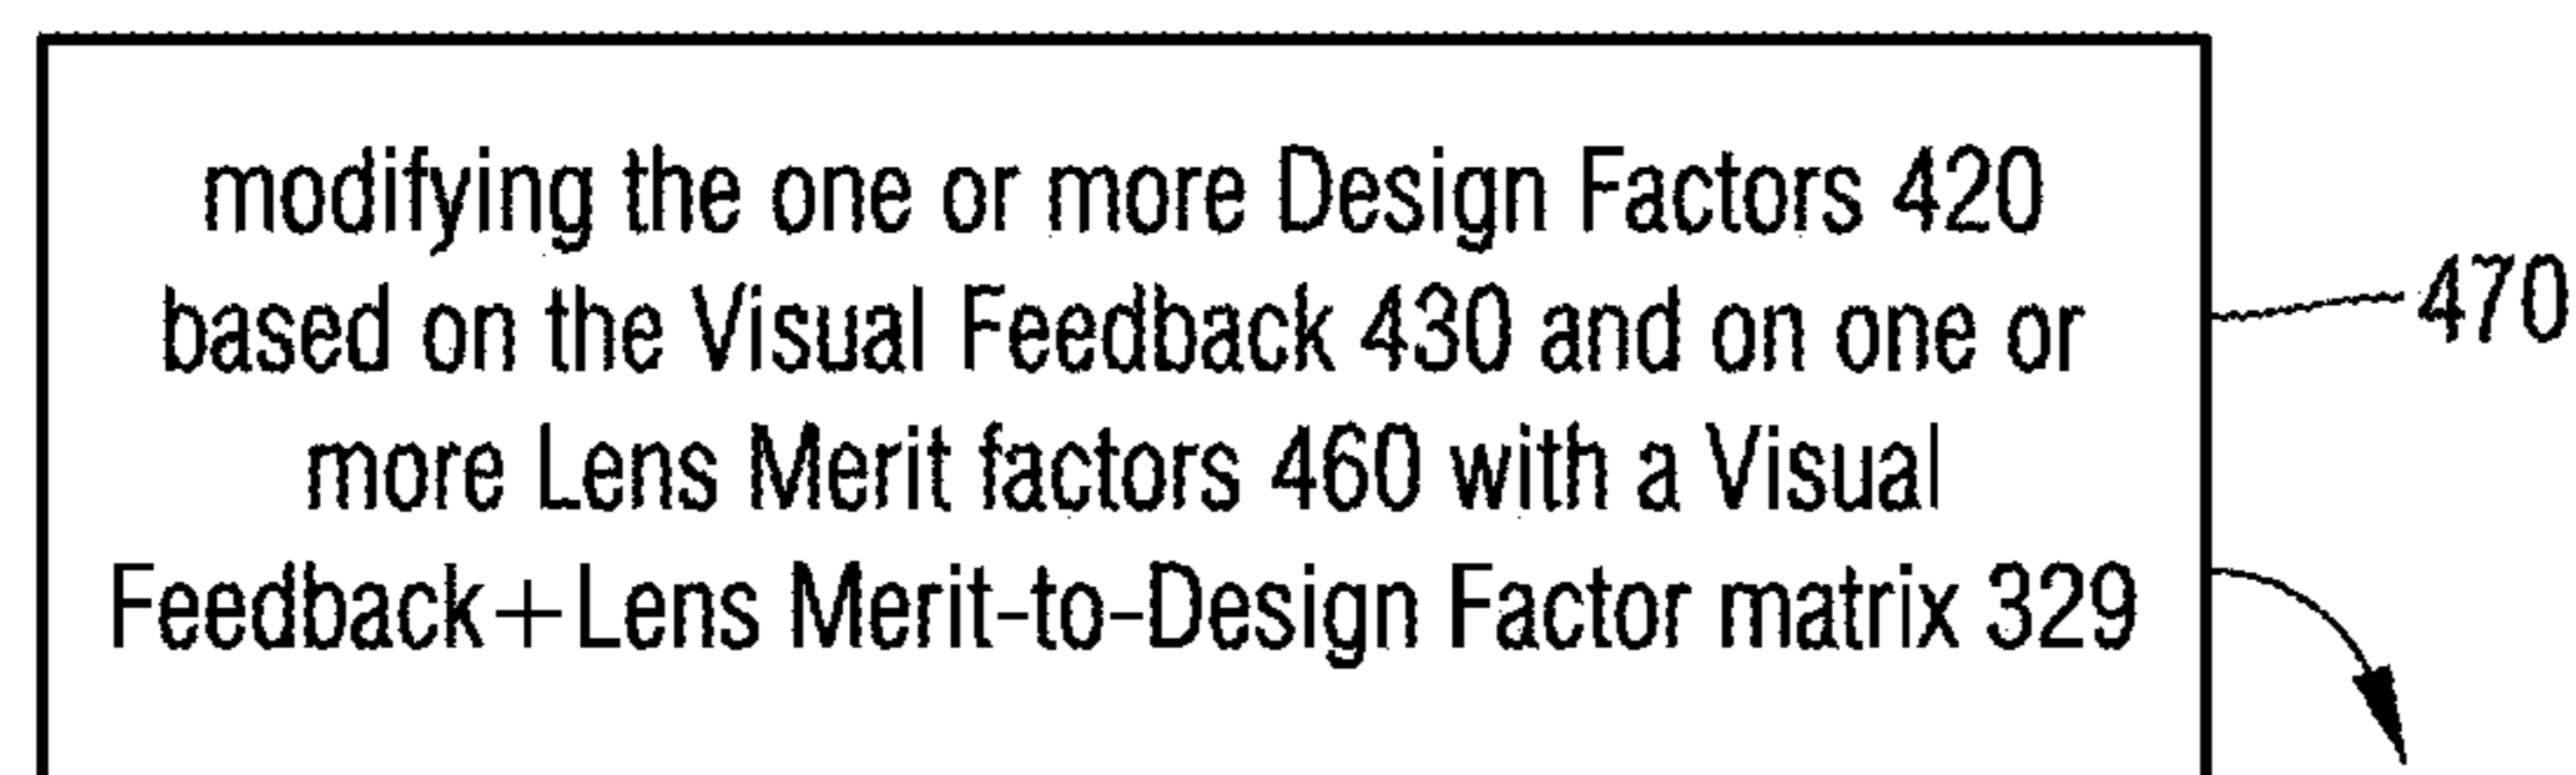 modifying the one or more Design Factors 420
based on the Visual Feedback 430 and on one or
470
more Lens Merit factors 460 with a Visual
Feedback+Lens Merit-to-Design Factor matrix 329